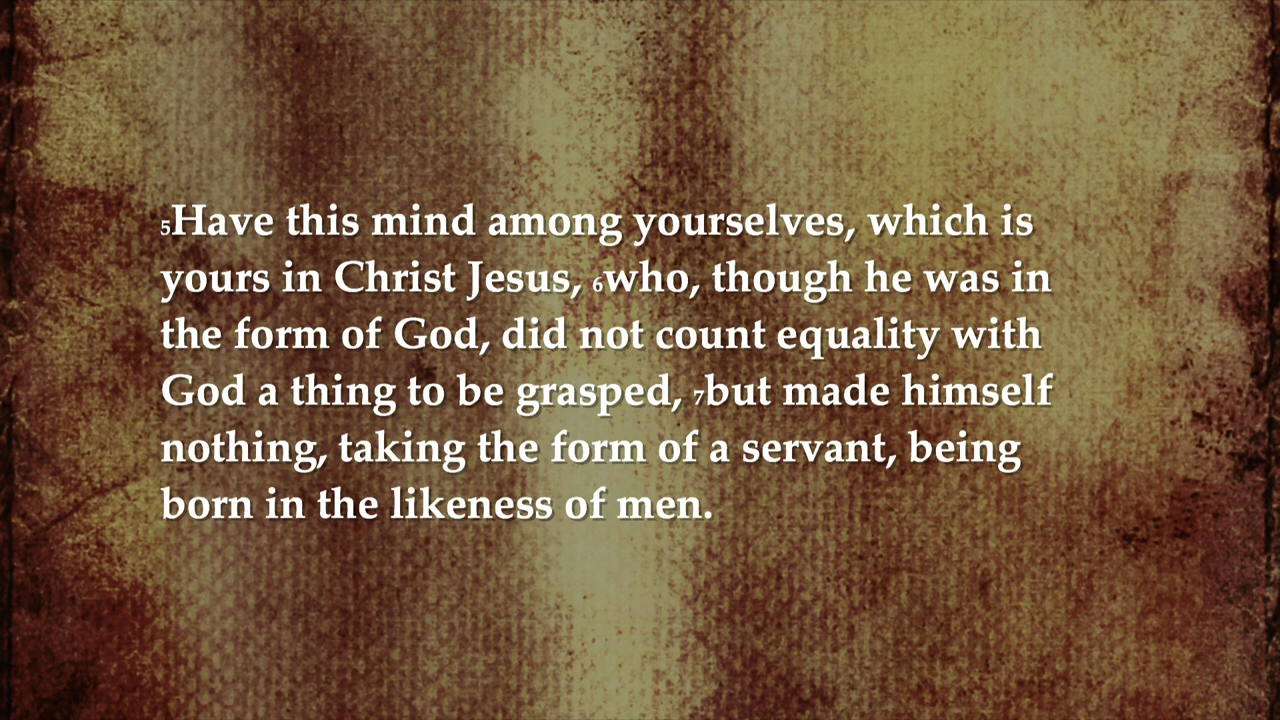 5Have this mind among yourselves, which is
yours in Christ Jesus, 6who, though he was in
the form of God, did not count equality with
God a thing to be grasped, 7but made himself
nothing, taking the form of a servant, being
born in the likeness of men.